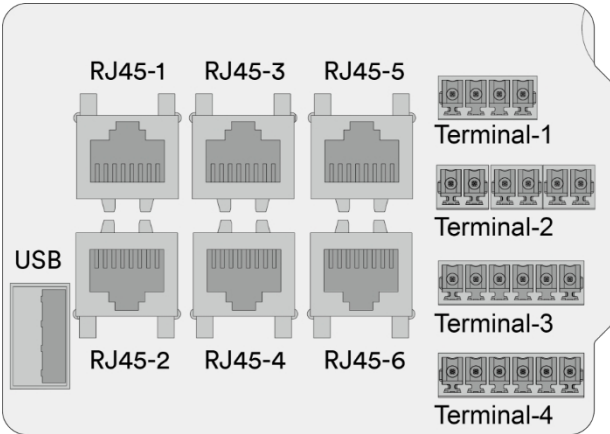 RJ45-1 RJ45-3 RJ45-5
Terminal-1
Terminal-2
USB
Terminal-3
RJ45-2 RJ45-4 RJ45-6
Terminal-4